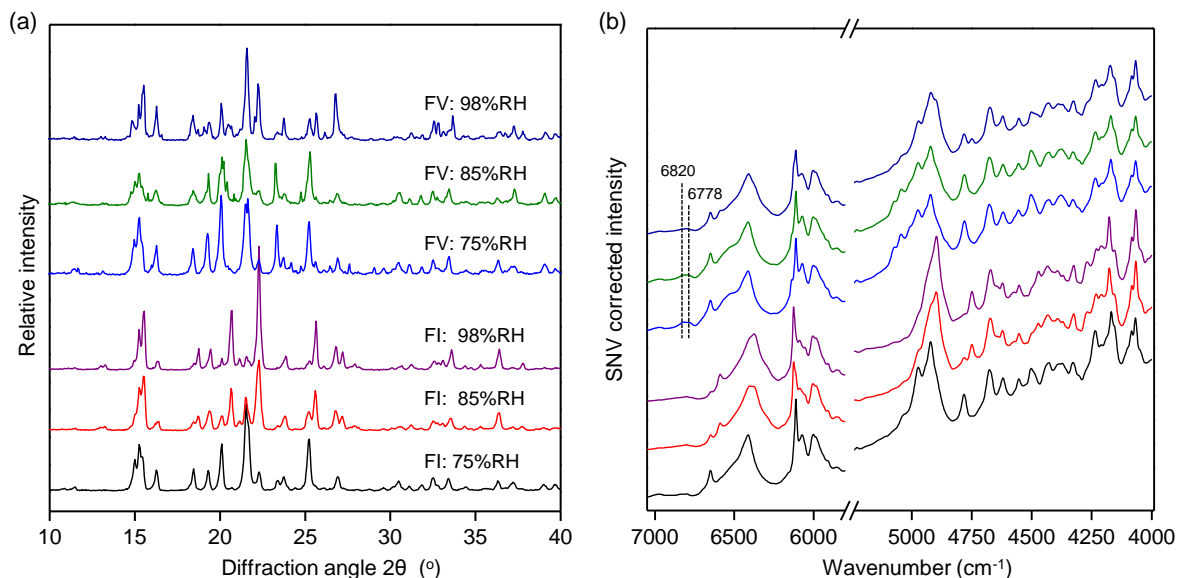 (a)
FV: 98%RH
FV: 85%RH
FV: 75%RH
FI: 98%RH
FI: 85%RH
FI: 75%RH
Relative intensity
10 15 20 25 30 35 40
Diffraction angle 2θ (°)
(b)
6820
6778
SNV corrected intensity
7000 6500 6000 5000 4750 4500 4250 4000
Wavenumber (cm⁻¹)